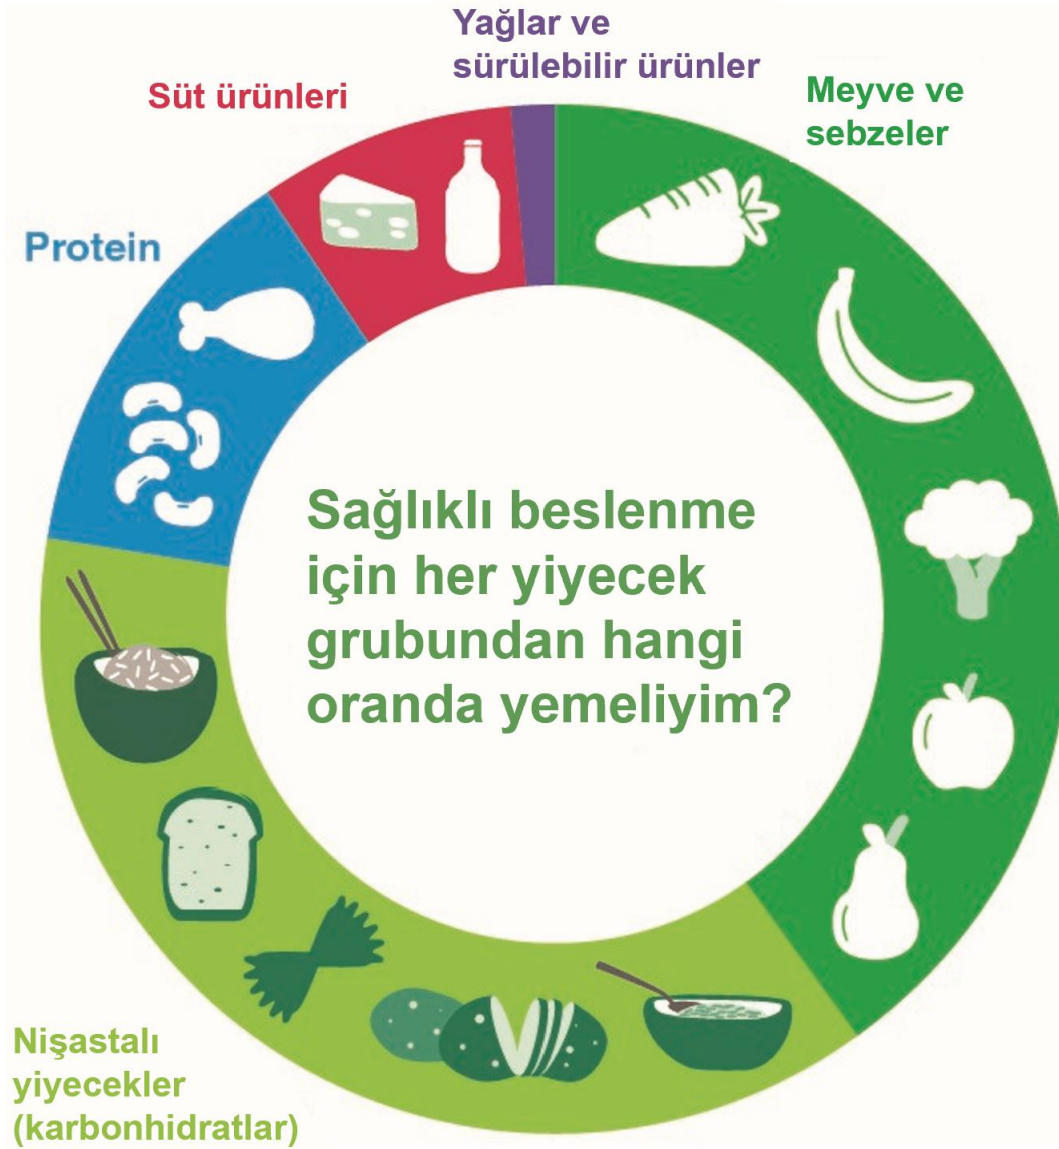 Yağlar ve
sürülebilir ürünler
Süt ürünleri
Meyve ve
sebzeler
Protein
Sağlıklı beslenme
için her yiyecek
grubundan hangi
oranda yemeliyim?
Nişastalı
yiyecekler
(karbonhidratlar)